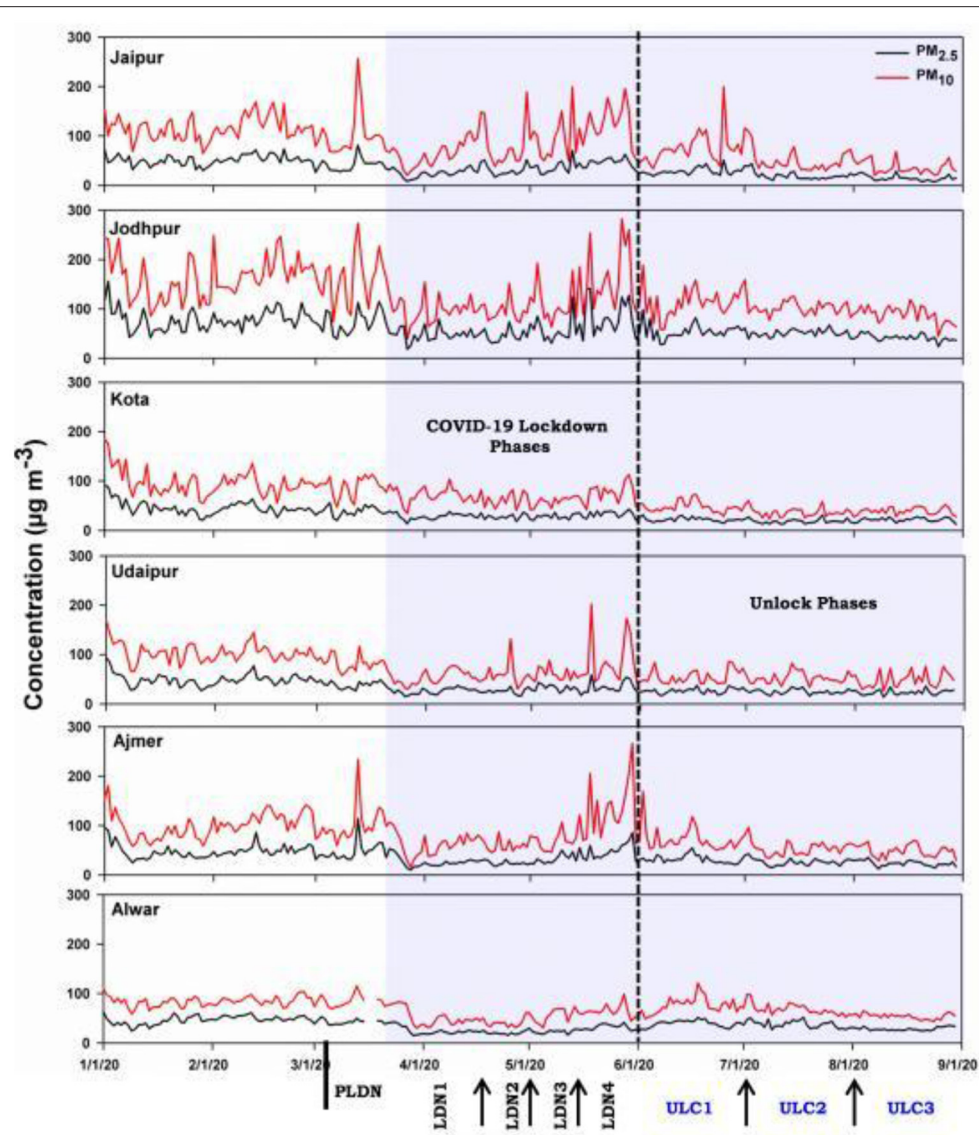 300
Jaipur
PM2.5
PM10
200
100
0
300
Jodhpur
200
100
0
300
Kota
200
COVID-19 Lockdown
Phases
100
0
300
Udaipur
200
Unlock Phases
100
0
300
Ajmer
200
100
0
300
Alwar
200
100
0
Concentration (µg m-3)
1/1/20 2/1/20 3/1/20 4/1/20 5/1/20 6/1/20 7/1/20 8/1/20 9/1/20
PLDN LDN1 LDN2 LDN3 LDN4 ULC1 ULC2 ULC3